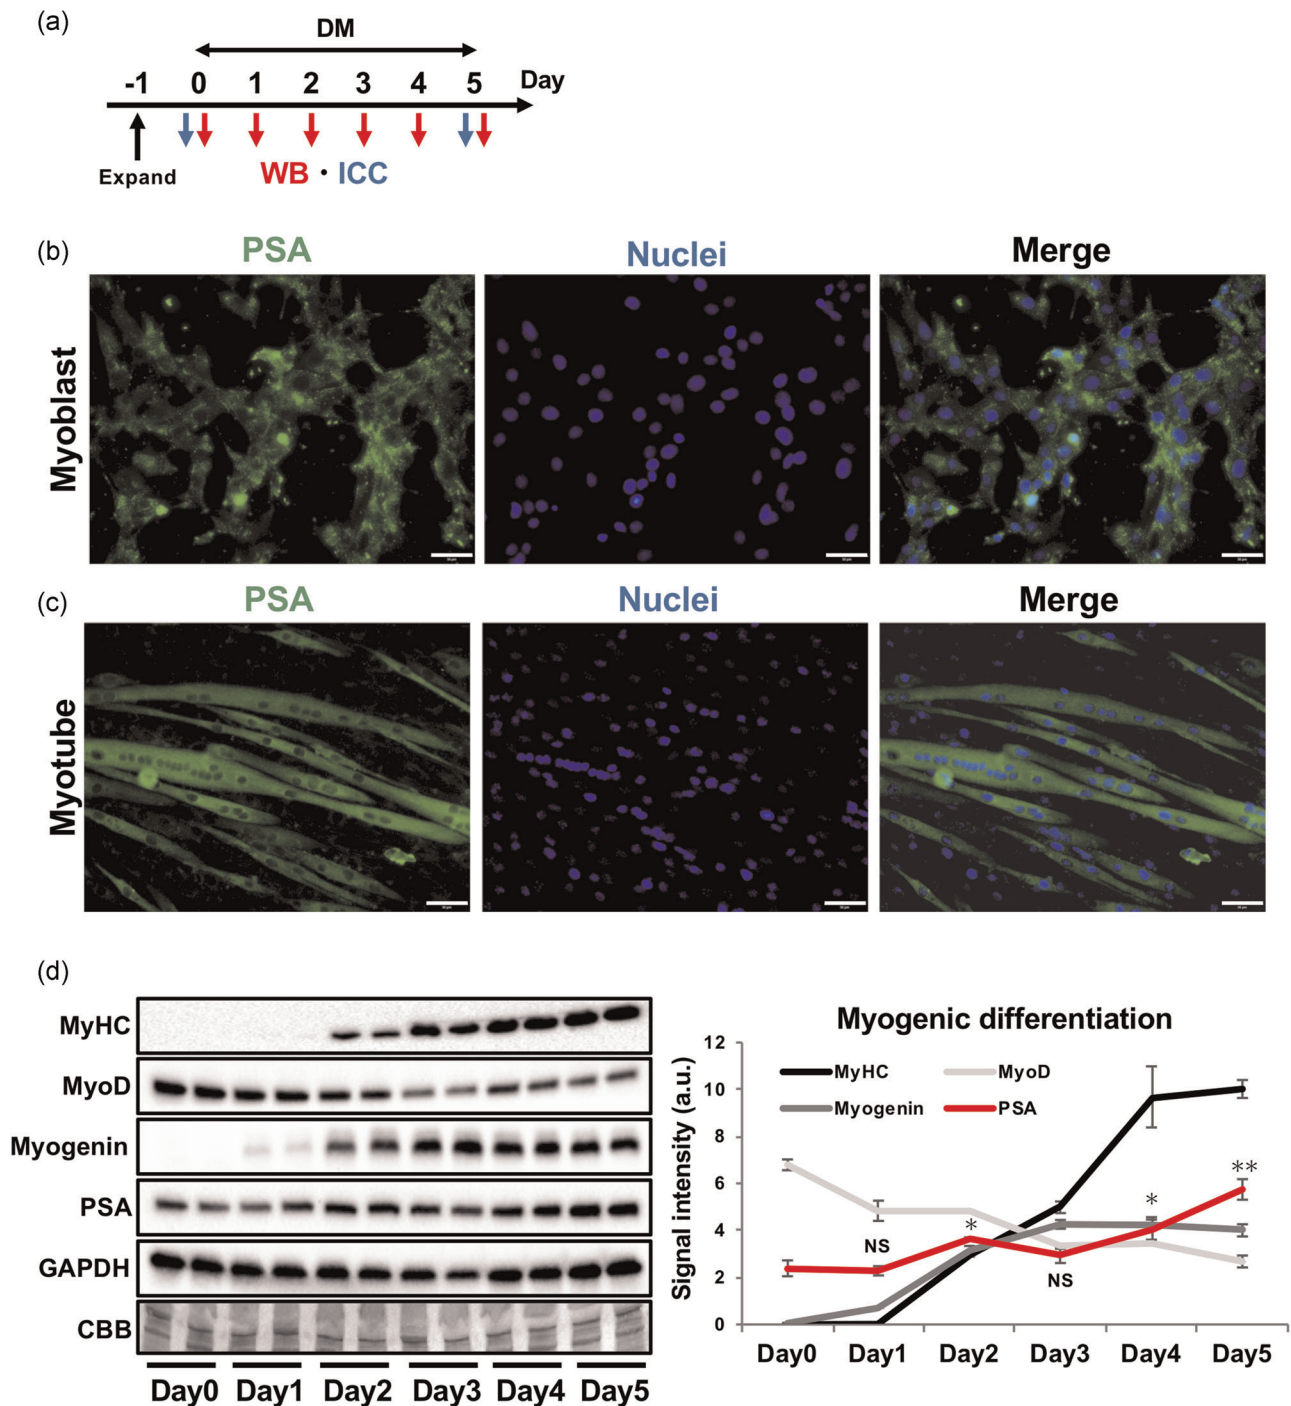 (a)
DM
-1 0 1 2 3 4 5 Day
Expand
WB · ICC
(b)
PSA Nuclei Merge
Myoblast
(c)
PSA Nuclei Merge
Myotube
(d)
MyHC
MyoD
Myogenin
PSA
GAPDH
CBB
Day0 Day1 Day2 Day3 Day4 Day5
Myogenic differentiation
Signal intensity (a.u.)
12
10
8
6
4
2
0
MyHC MyoD
Myogenin PSA
NS
*
NS
*
**
Day0 Day1 Day2 Day3 Day4 Day5